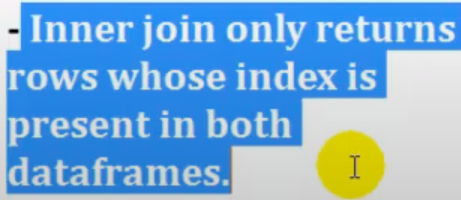 - Inner join only returns
rows whose index is
present in both
dataframes.